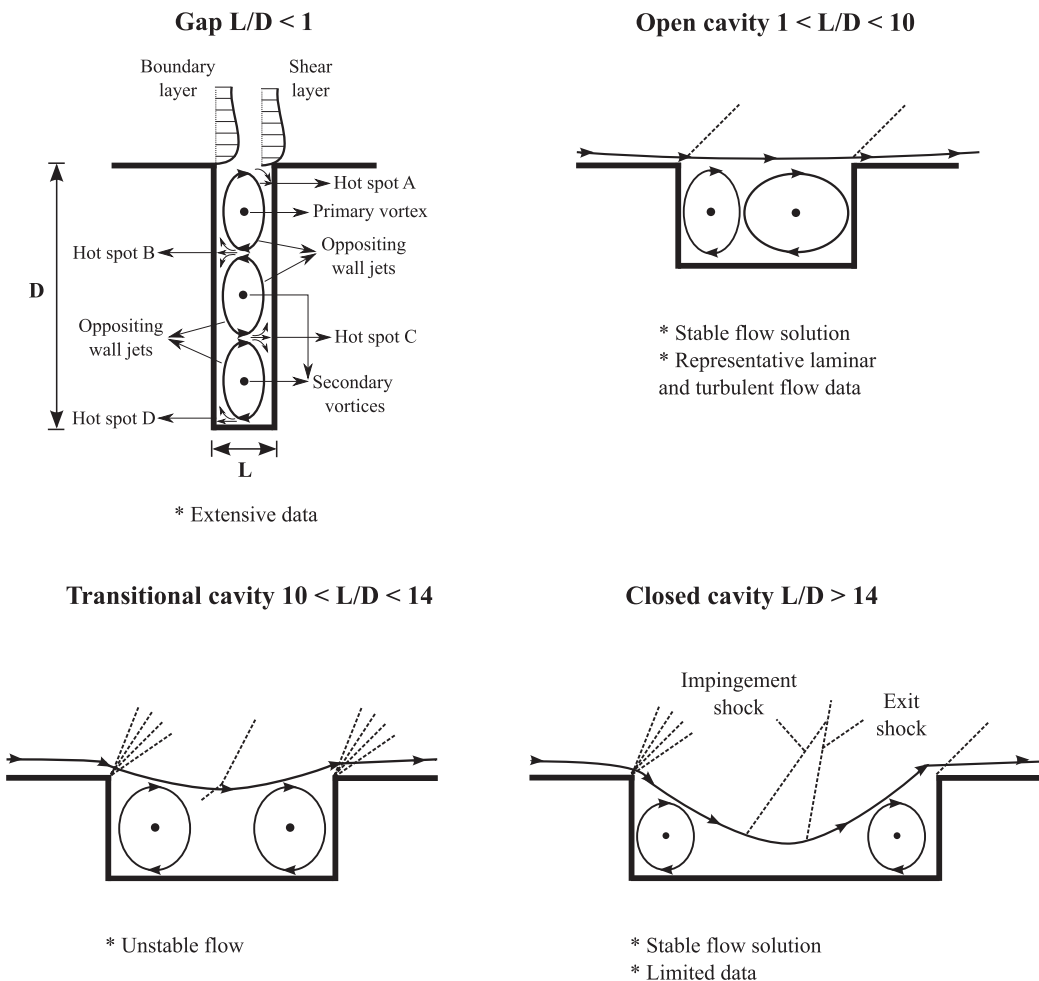 Gap L/D < 1
Boundary
layer
Shear
layer
Hot spot A
Primary vortex
Hot spot B
Oppositing
wall jets
D
Oppositing
wall jets
Hot spot C
Secondary
vortices
Hot spot D
L
* Extensive data
Open cavity 1 < L/D < 10
* Stable flow solution
* Representative laminar
and turbulent flow data
Transitional cavity 10 < L/D < 14
* Unstable flow
Closed cavity L/D > 14
Impingement
shock
Exit
shock
* Stable flow solution
* Limited data